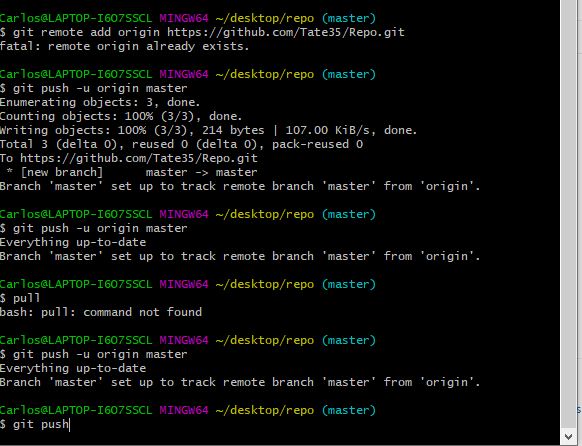 Carlos@LAPTOP-I6O7SSCL MINGW64 ~/desktop/repo (master)
$ git remote add origin https://github.com/Tate35/Repo.git
fatal: remote origin already exists.
Carlos@LAPTOP-I6O7SSCL MINGW64 ~/desktop/repo (master)
$ git push -u origin master
Enumerating objects: 3, done.
Counting objects: 100% (3/3), done.
Writing objects: 100% (3/3), 214 bytes | 107.00 KiB/s, done.
Total 3 (delta 0), reused 0 (delta 0), pack-reused 0
To https://github.com/Tate35/Repo.git
 * [new branch]      master -> master
Branch 'master' set up to track remote branch 'master' from 'origin'.
Carlos@LAPTOP-I6O7SSCL MINGW64 ~/desktop/repo (master)
$ git push -u origin master
Everything up-to-date
Branch 'master' set up to track remote branch 'master' from 'origin'.
Carlos@LAPTOP-I6O7SSCL MINGW64 ~/desktop/repo (master)
$ pull
bash: pull: command not found
Carlos@LAPTOP-I6O7SSCL MINGW64 ~/desktop/repo (master)
$ git push -u origin master
Everything up-to-date
Branch 'master' set up to track remote branch 'master' from 'origin'.
Carlos@LAPTOP-I6O7SSCL MINGW64 ~/desktop/repo (master)
$ git push